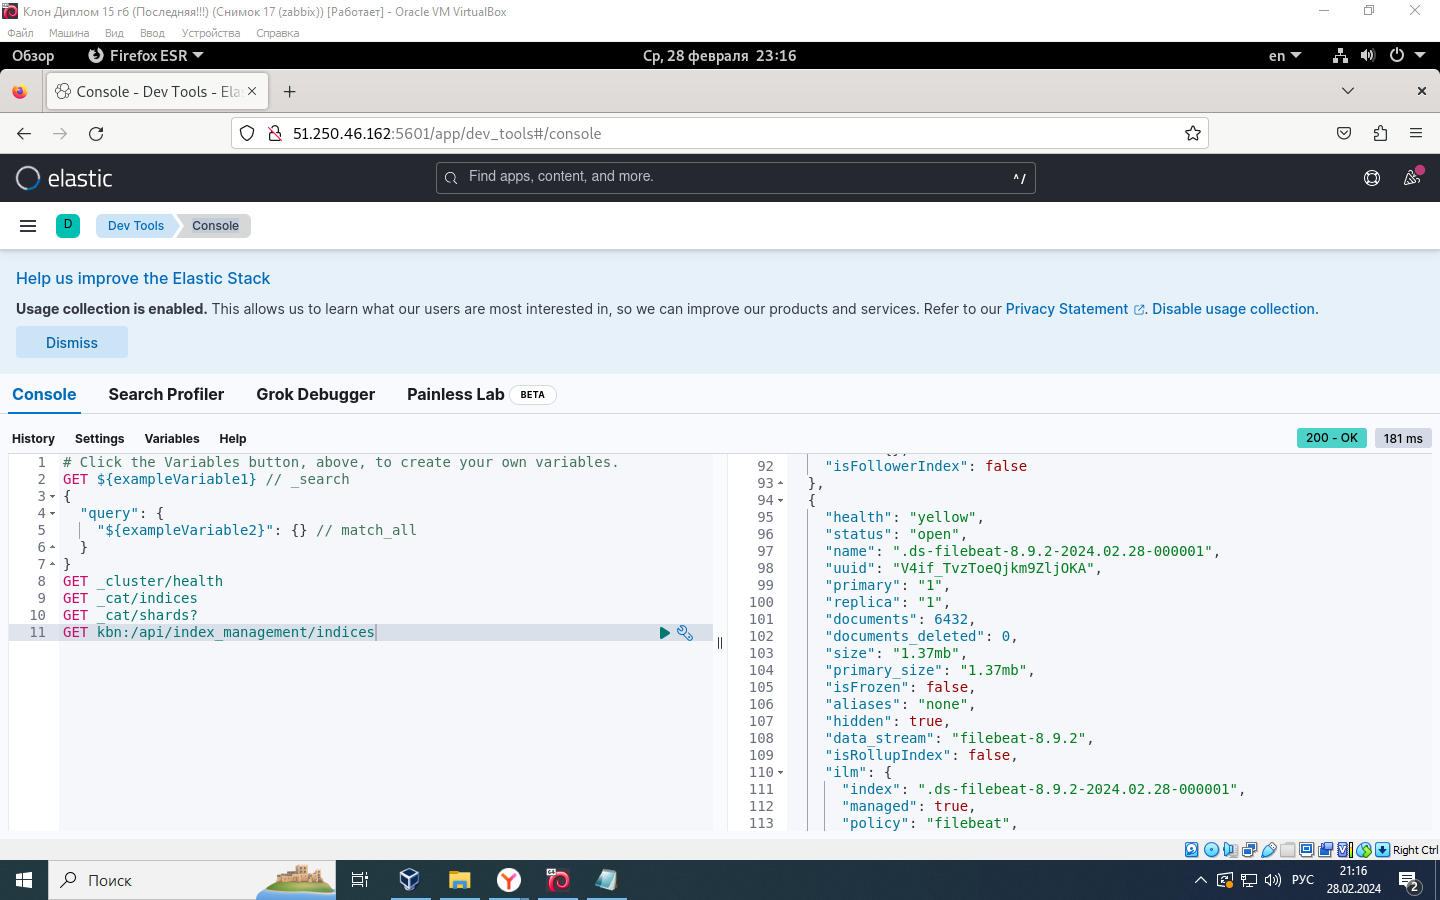 Клон Диплом 15 гб (Последняя!!!) (Снимок 17 (zabbix)) [Работает] - Oracle VM VirtualBox
Файл Машина Вид Ввод Устройства Справка
Обзор Firefox ESR Ср, 28 февраля 23:16 en
Console - Dev Tools - Ela
51.250.46.162:5601/app/dev_tools#/console
elastic Find apps, content, and more. ^/
D Dev Tools Console
Help us improve the Elastic Stack
Usage collection is enabled. This allows us to learn what our users are most interested in, so we can improve our products and services. Refer to our Privacy Statement. Disable usage collection.
Dismiss
Console Search Profiler Grok Debugger Painless Lab BETA
History Settings Variables Help 200 - OK 181 ms
1 # Click the Variables button, above, to create your own variables.
2 GET ${exampleVariable1} // _search
3 {
4 "query": {
5 "${exampleVariable2}": {} // match_all
6 }
7 }
8 GET _cluster/health
9 GET _cat/indices
10 GET _cat/shards?
11 GET kbn:/api/index_management/indices
92 "isFollowerIndex": false
93 },
94 {
95 "health": "yellow",
96 "status": "open",
97 "name": ".ds-filebeat-8.9.2-2024.02.28-000001",
98 "uuid": "V4if_TvzToeQjkm9ZljOKA",
99 "primary": "1",
100 "replica": "1",
101 "documents": 6432,
102 "documents_deleted": 0,
103 "size": "1.37mb",
104 "primary_size": "1.37mb",
105 "isFrozen": false,
106 "aliases": "none",
107 "hidden": true,
108 "data_stream": "filebeat-8.9.2",
109 "isRollupIndex": false,
110 "ilm": {
111 "index": ".ds-filebeat-8.9.2-2024.02.28-000001",
112 "managed": true,
113 "policy": "filebeat",
Right Ctrl
Поиск РУС 21:16
28.02.2024 2